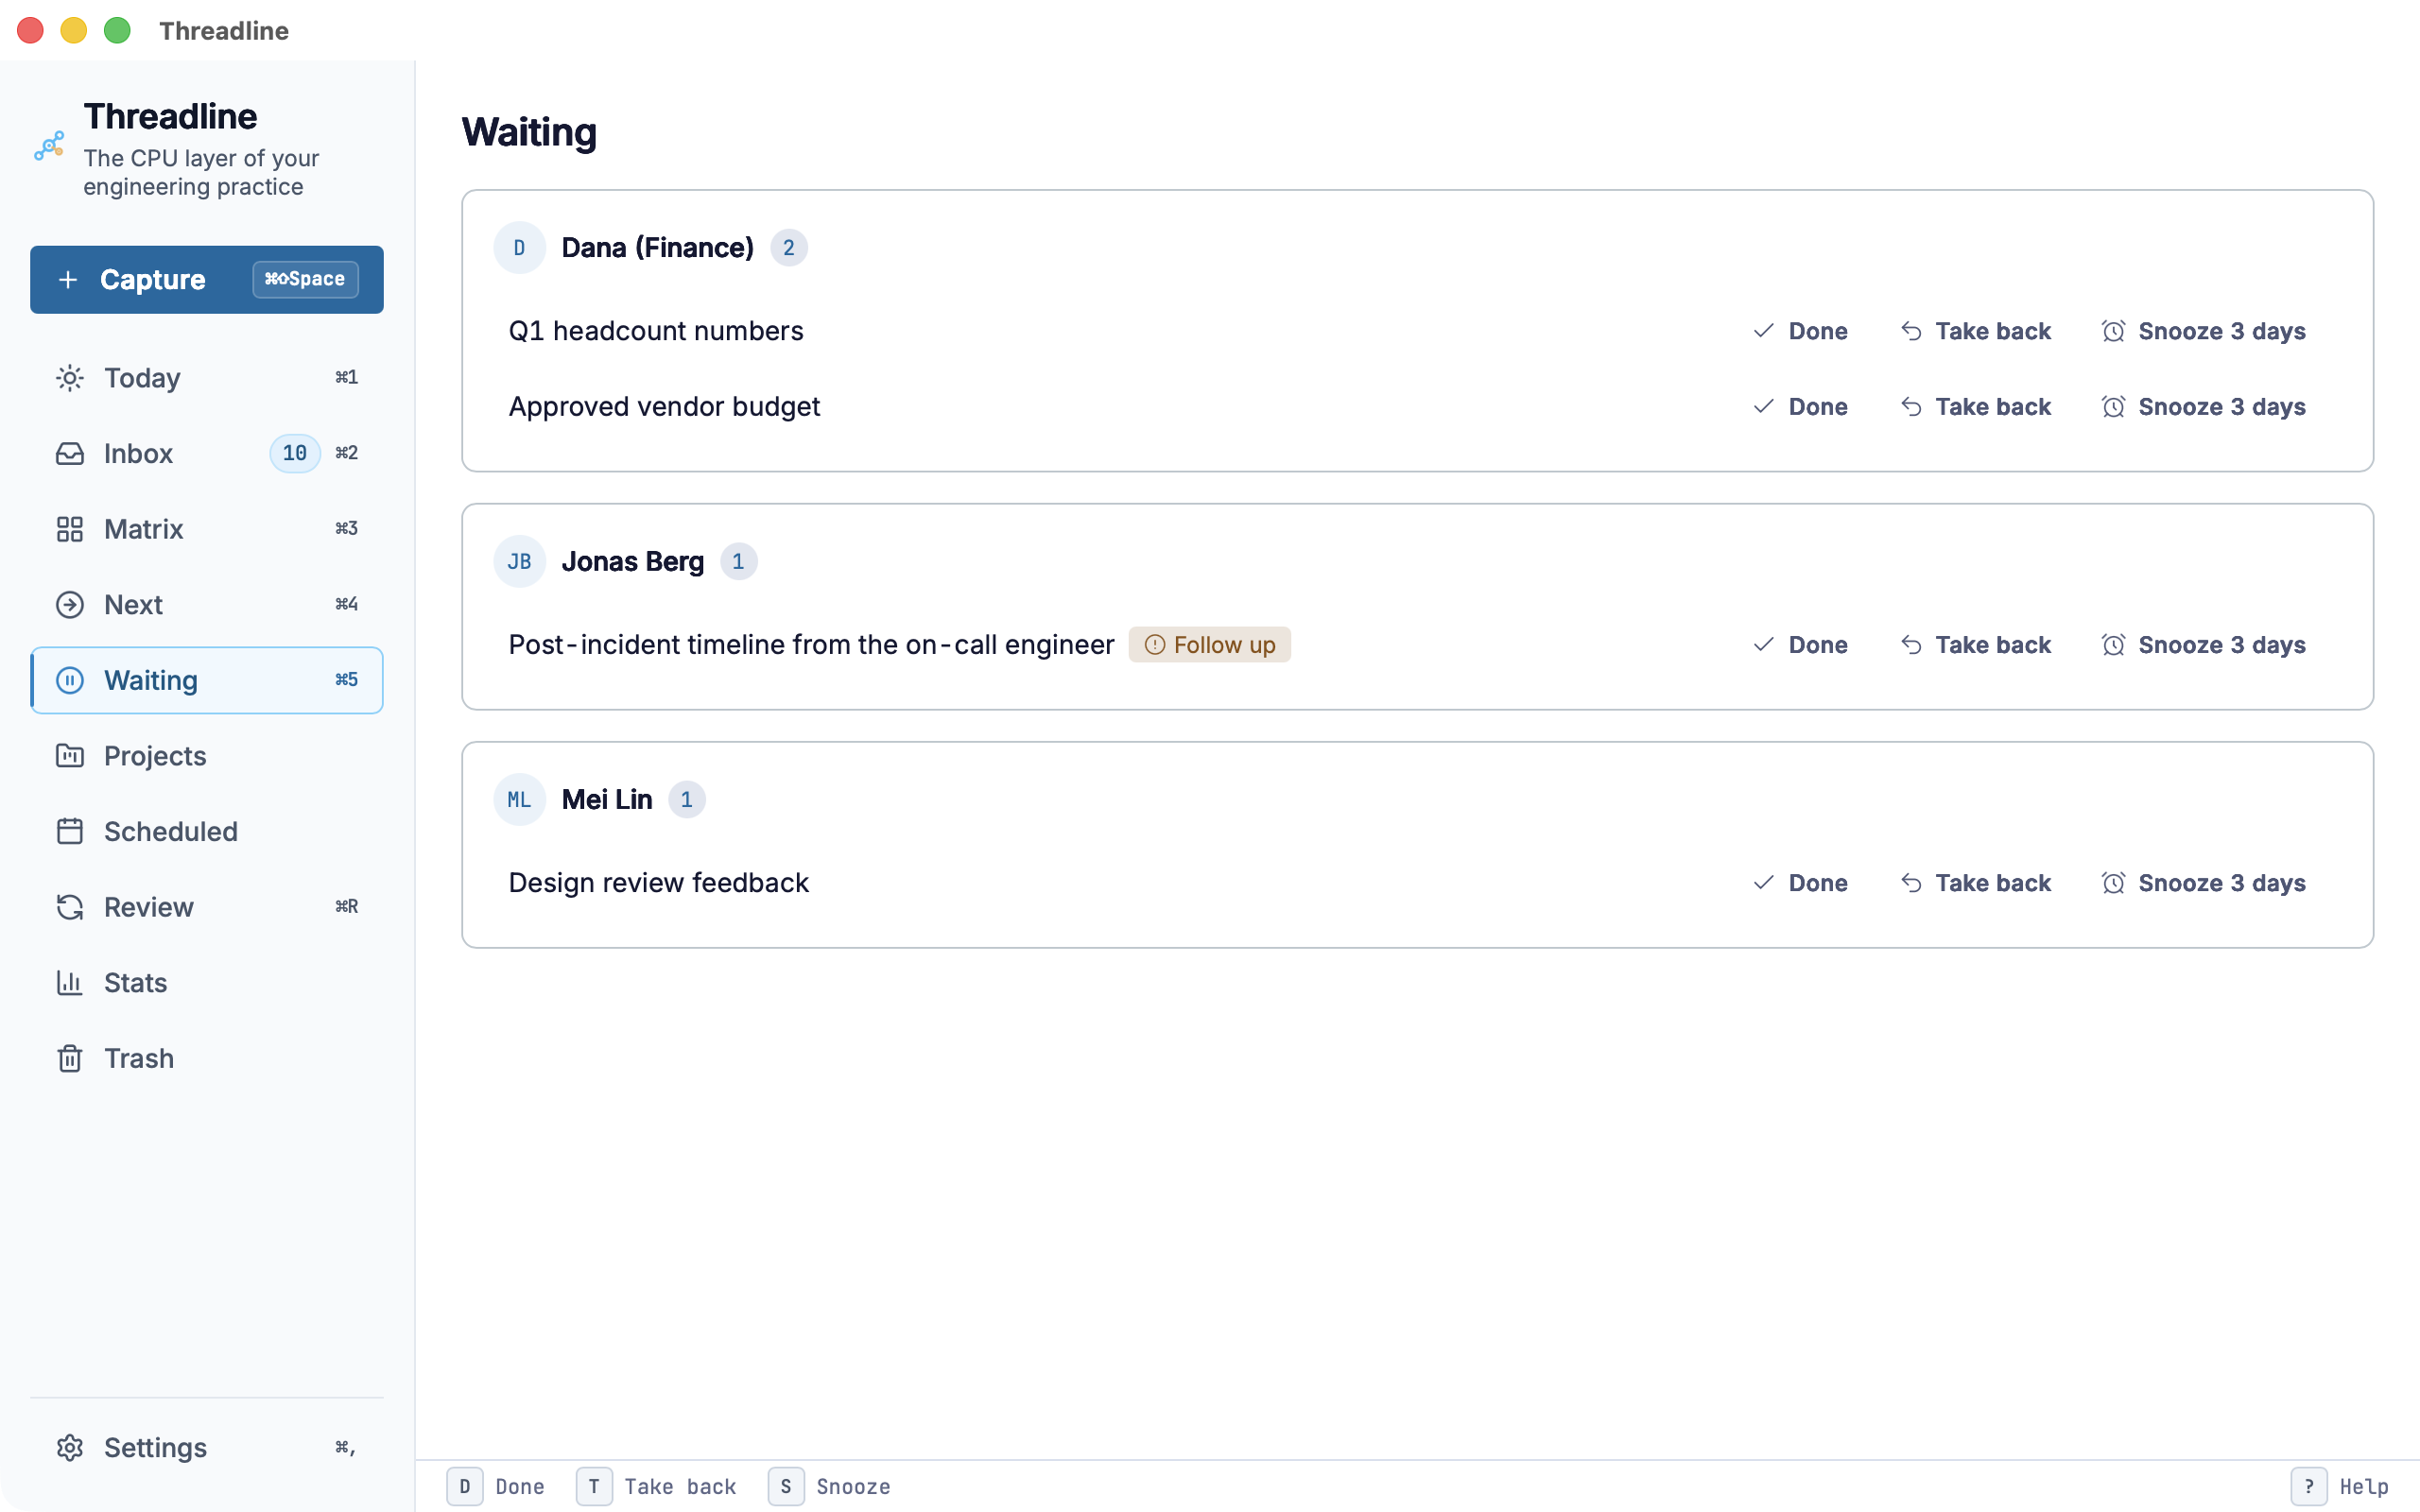 Threadline
Threadline
The CPU layer of your
engineering practice
Capture ⌘⇧Space
Today ⌘1
Inbox 10 ⌘2
Matrix ⌘3
Next ⌘4
Waiting ⌘5
Projects
Scheduled
Review ⌘R
Stats
Trash
Settings ⌘,
Waiting
D Dana (Finance) 2
Q1 headcount numbers Done Take back Snooze 3 days
Approved vendor budget Done Take back Snooze 3 days
JB Jonas Berg 1
Post-incident timeline from the on-call engineer Follow up Done Take back Snooze 3 days
ML Mei Lin 1
Design review feedback Done Take back Snooze 3 days
D Done T Take back S Snooze ? Help